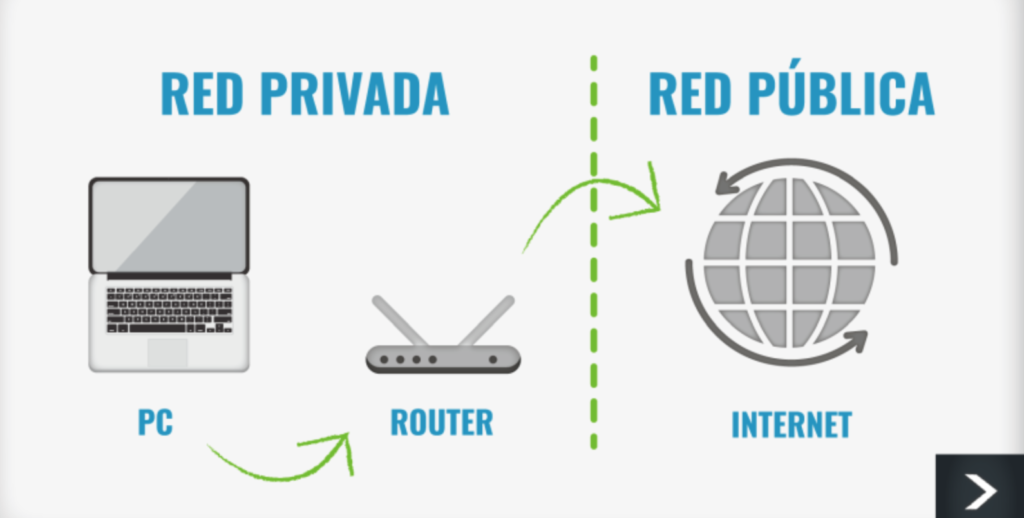 RED PRIVADA
RED PÚBLICA
PC
ROUTER
INTERNET